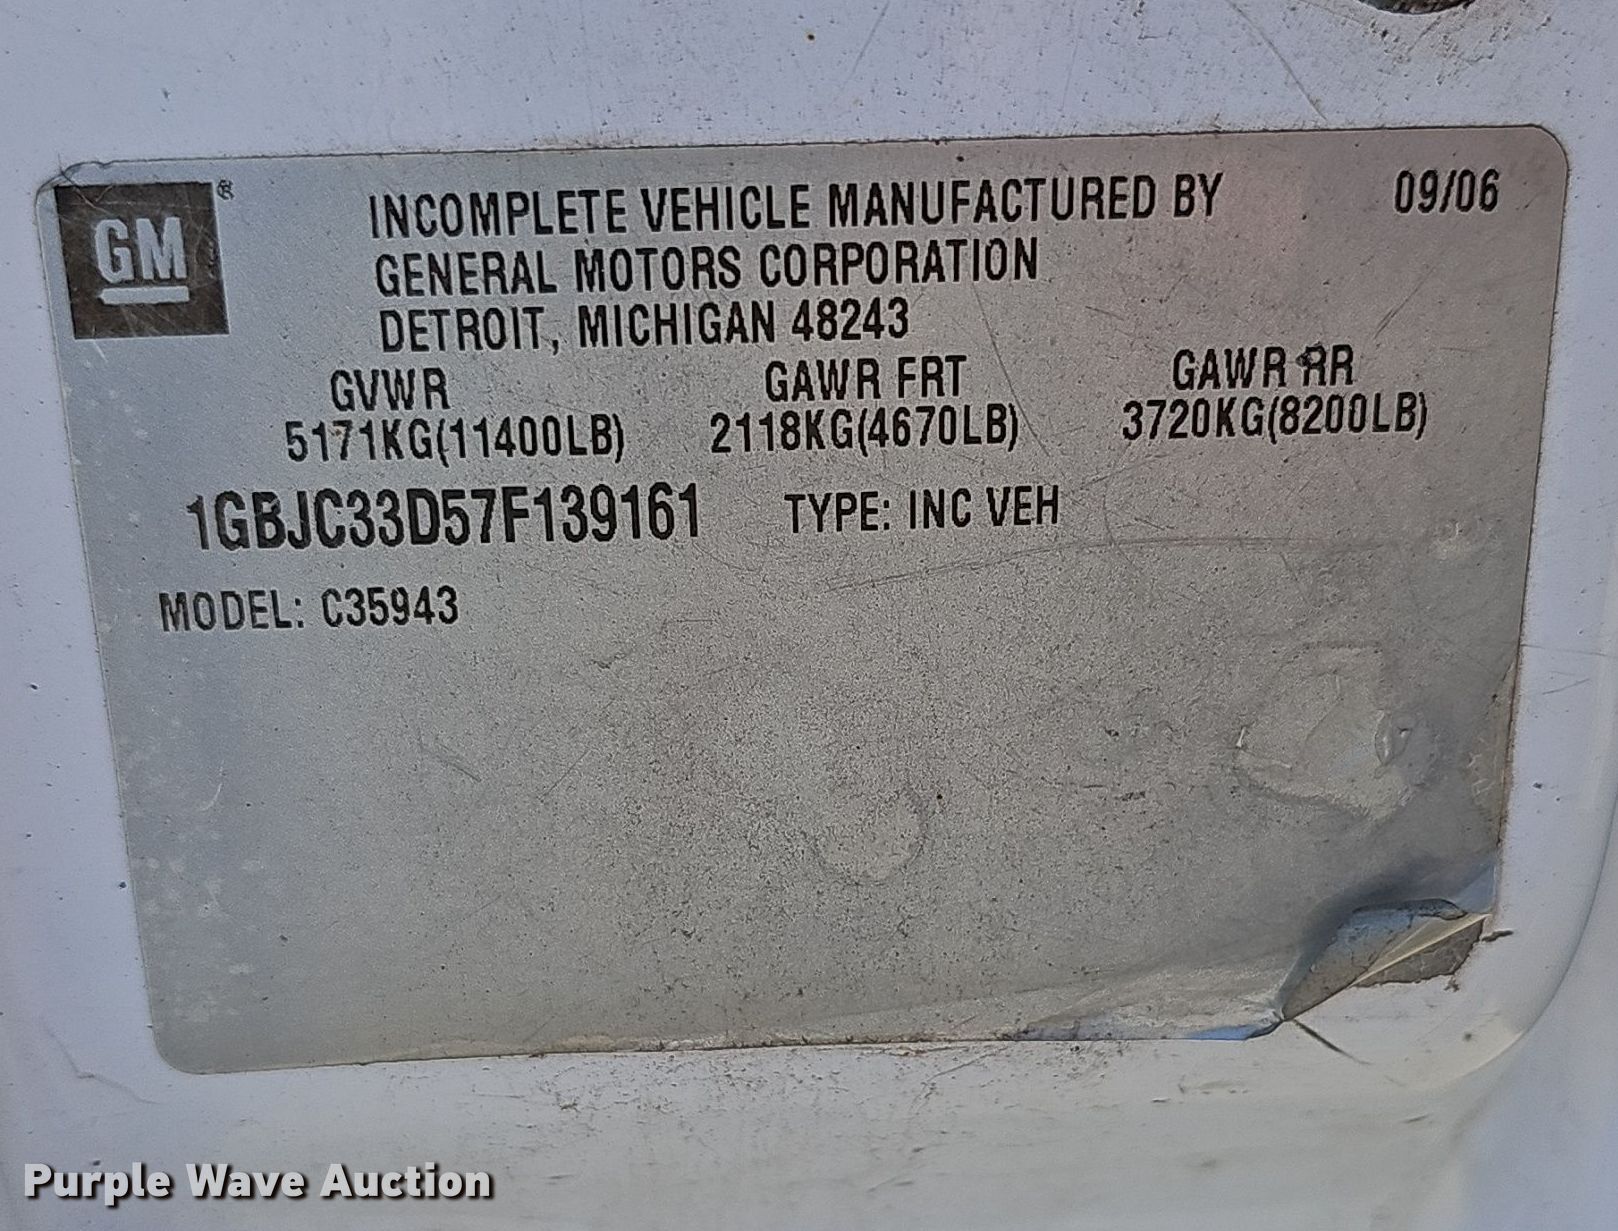 GM®
INCOMPLETE VEHICLE MANUFACTURED BY 09/06
GENERAL MOTORS CORPORATION
DETROIT, MICHIGAN 48243
GVWR GAWR FRT GAWR RR
5171KG(11400LB) 2118KG(4670LB) 3720KG(8200LB)
1GBJC33D57F139161 TYPE: INC VEH
MODEL: C35943
Purple Wave Auction